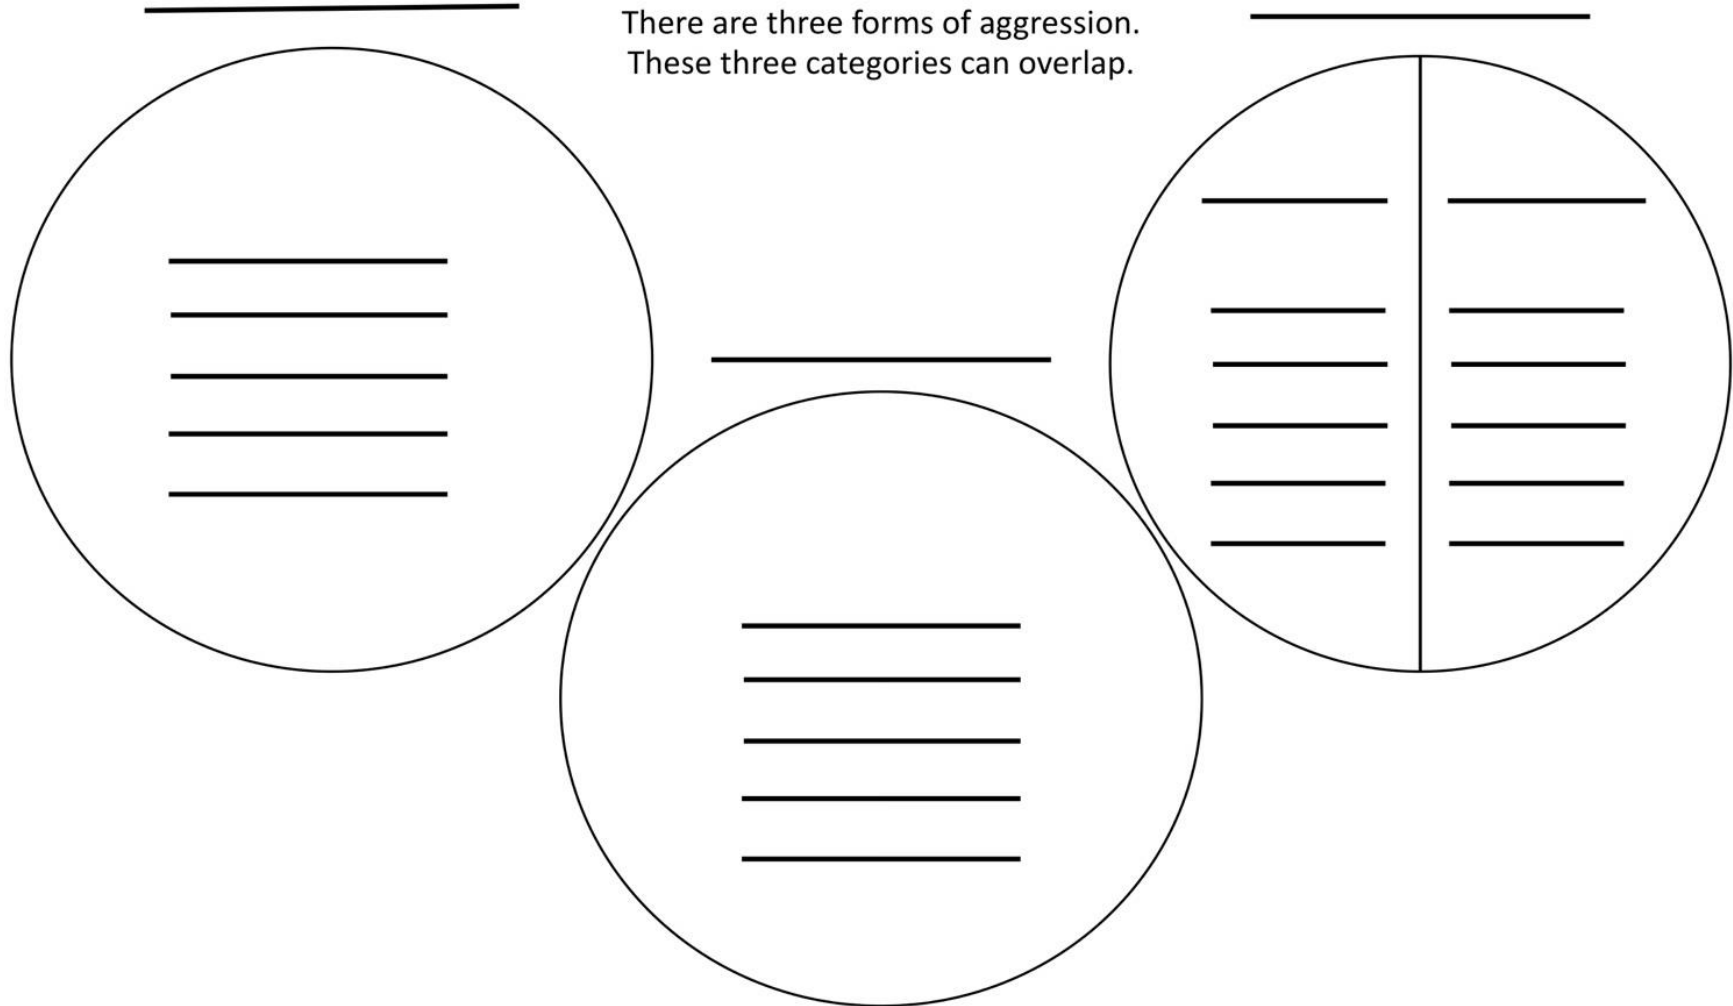 There are three forms of aggression.
These three categories can overlap.